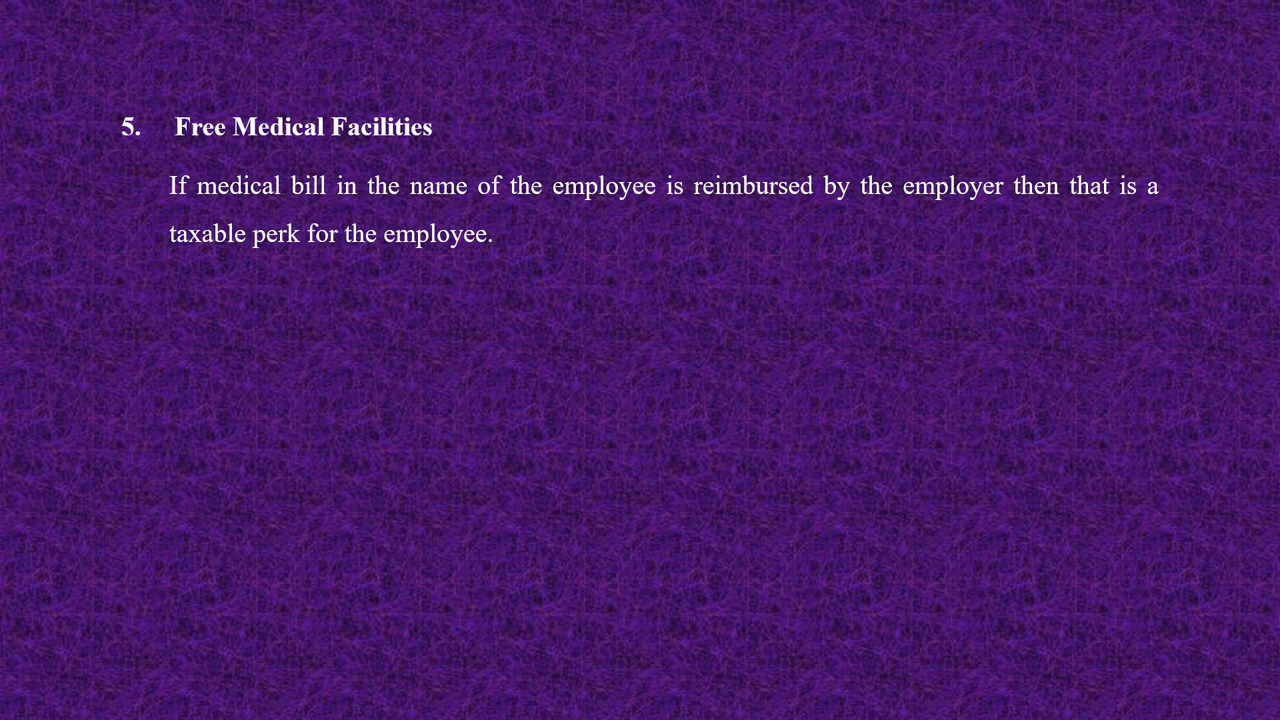 5. Free Medical Facilities
If medical bill in the name of the employee is reimbursed by the employer then that is a
taxable perk for the employee.